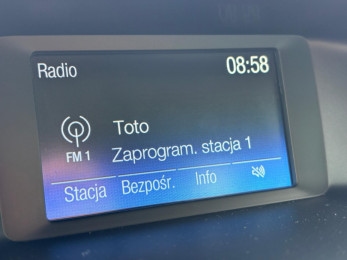 Radio 08:58
Toto
FM 1 Zaprogram. stacja 1
Stacja Bezpośr. Info